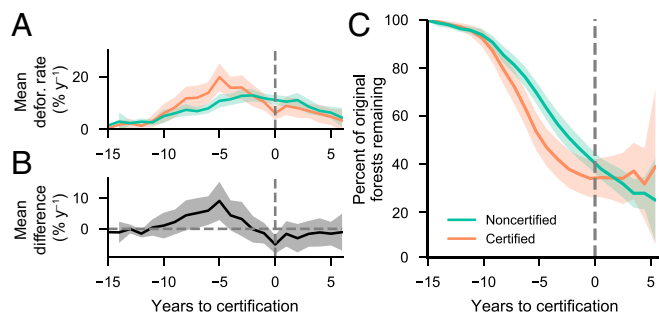 A
Mean
defor. rate
(% y⁻¹)
20
10
0
−15 −10 −5 0 5
B
Mean
difference
(% y⁻¹)
10
0
−15 −10 −5 0 5
Years to certification
C
Percent of original
forests remaining
100
80
60
40
20
0
Noncertified
Certified
−15 −10 −5 0 5
Years to certification